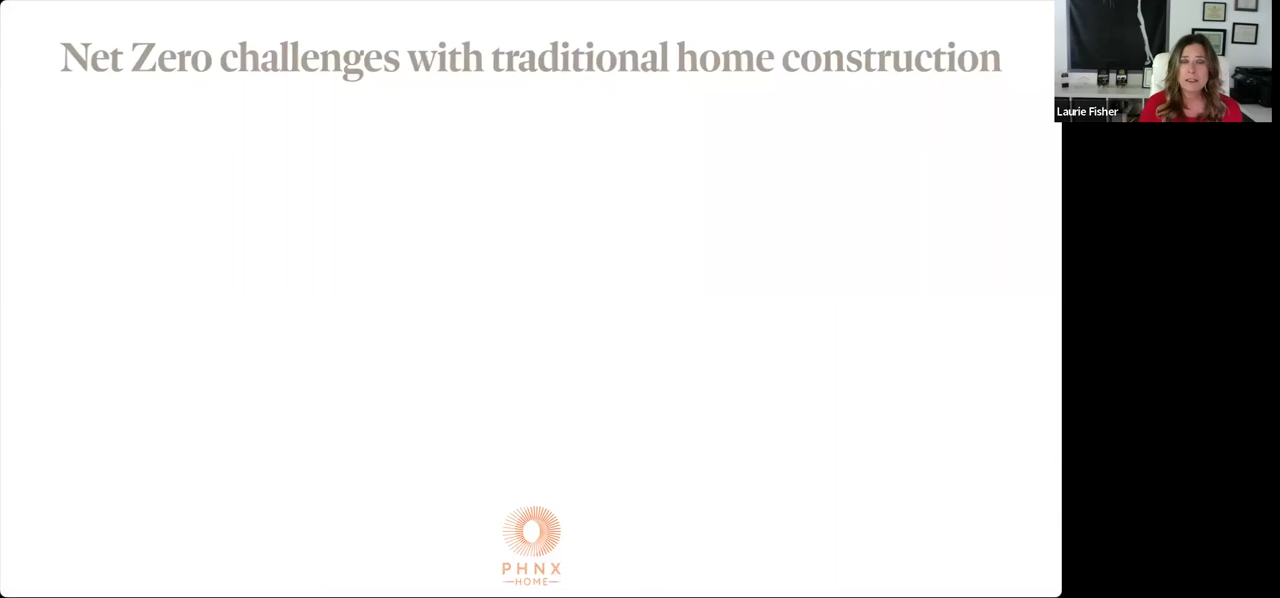 Net Zero challenges with traditional home construction
Laurie Fisher
PHNX
HOME